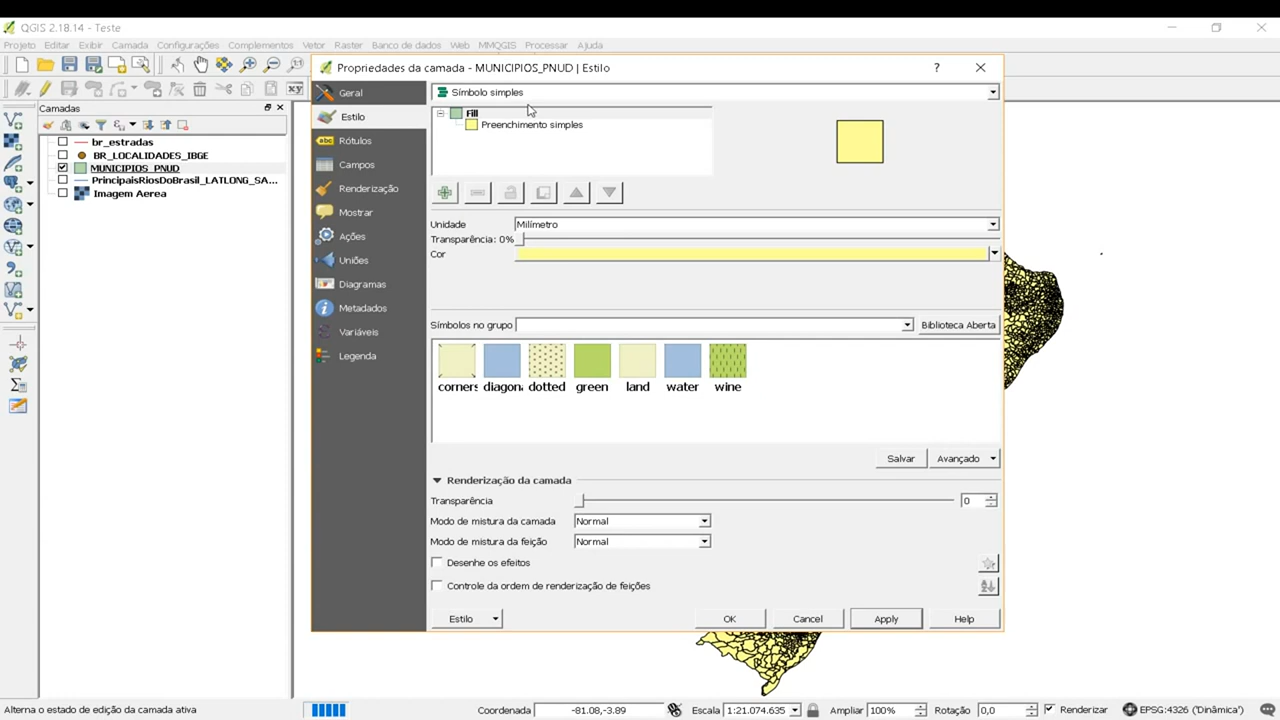 QGIS 2.18.14 - Teste
Projeto Editar Exibir Camada Configurações Complementos Vetor Raster Banco de dados Web MMQGIS Processar Ajuda
Camadas
br_estradas
BR_LOCALIDADES_IBGE
MUNICIPIOS_PNUD
PrincipaisRiosDoBrasil_LATLONG_SA...
Imagem Aerea
Propriedades da camada - MUNICIPIOS_PNUD | Estilo
?
Geral
Estilo
abc Rótulos
Campos
Renderização
Mostrar
Ações
Uniões
Diagramas
Metadados
Variáveis
Legenda
Símbolo simples
Fill
Preenchimento simples
Unidade Milímetro
Transparência: 0%
Cor
Símbolos no grupo Biblioteca Aberta
corners diagon dotted green land water wine
Salvar Avançado
Renderização da camada
Transparência 0
Modo de mistura da camada Normal
Modo de mistura da feição Normal
Desenhe os efeitos
Controle da ordem de renderização de feições
Estilo OK Cancel Apply Help
Alterna o estado de edição da camada ativa Coordenada -81.08,-3.89 Escala 1:21.074.635 Ampliar 100% Rotação 0,0 Renderizar EPSG:4326 ('Dinâmica')